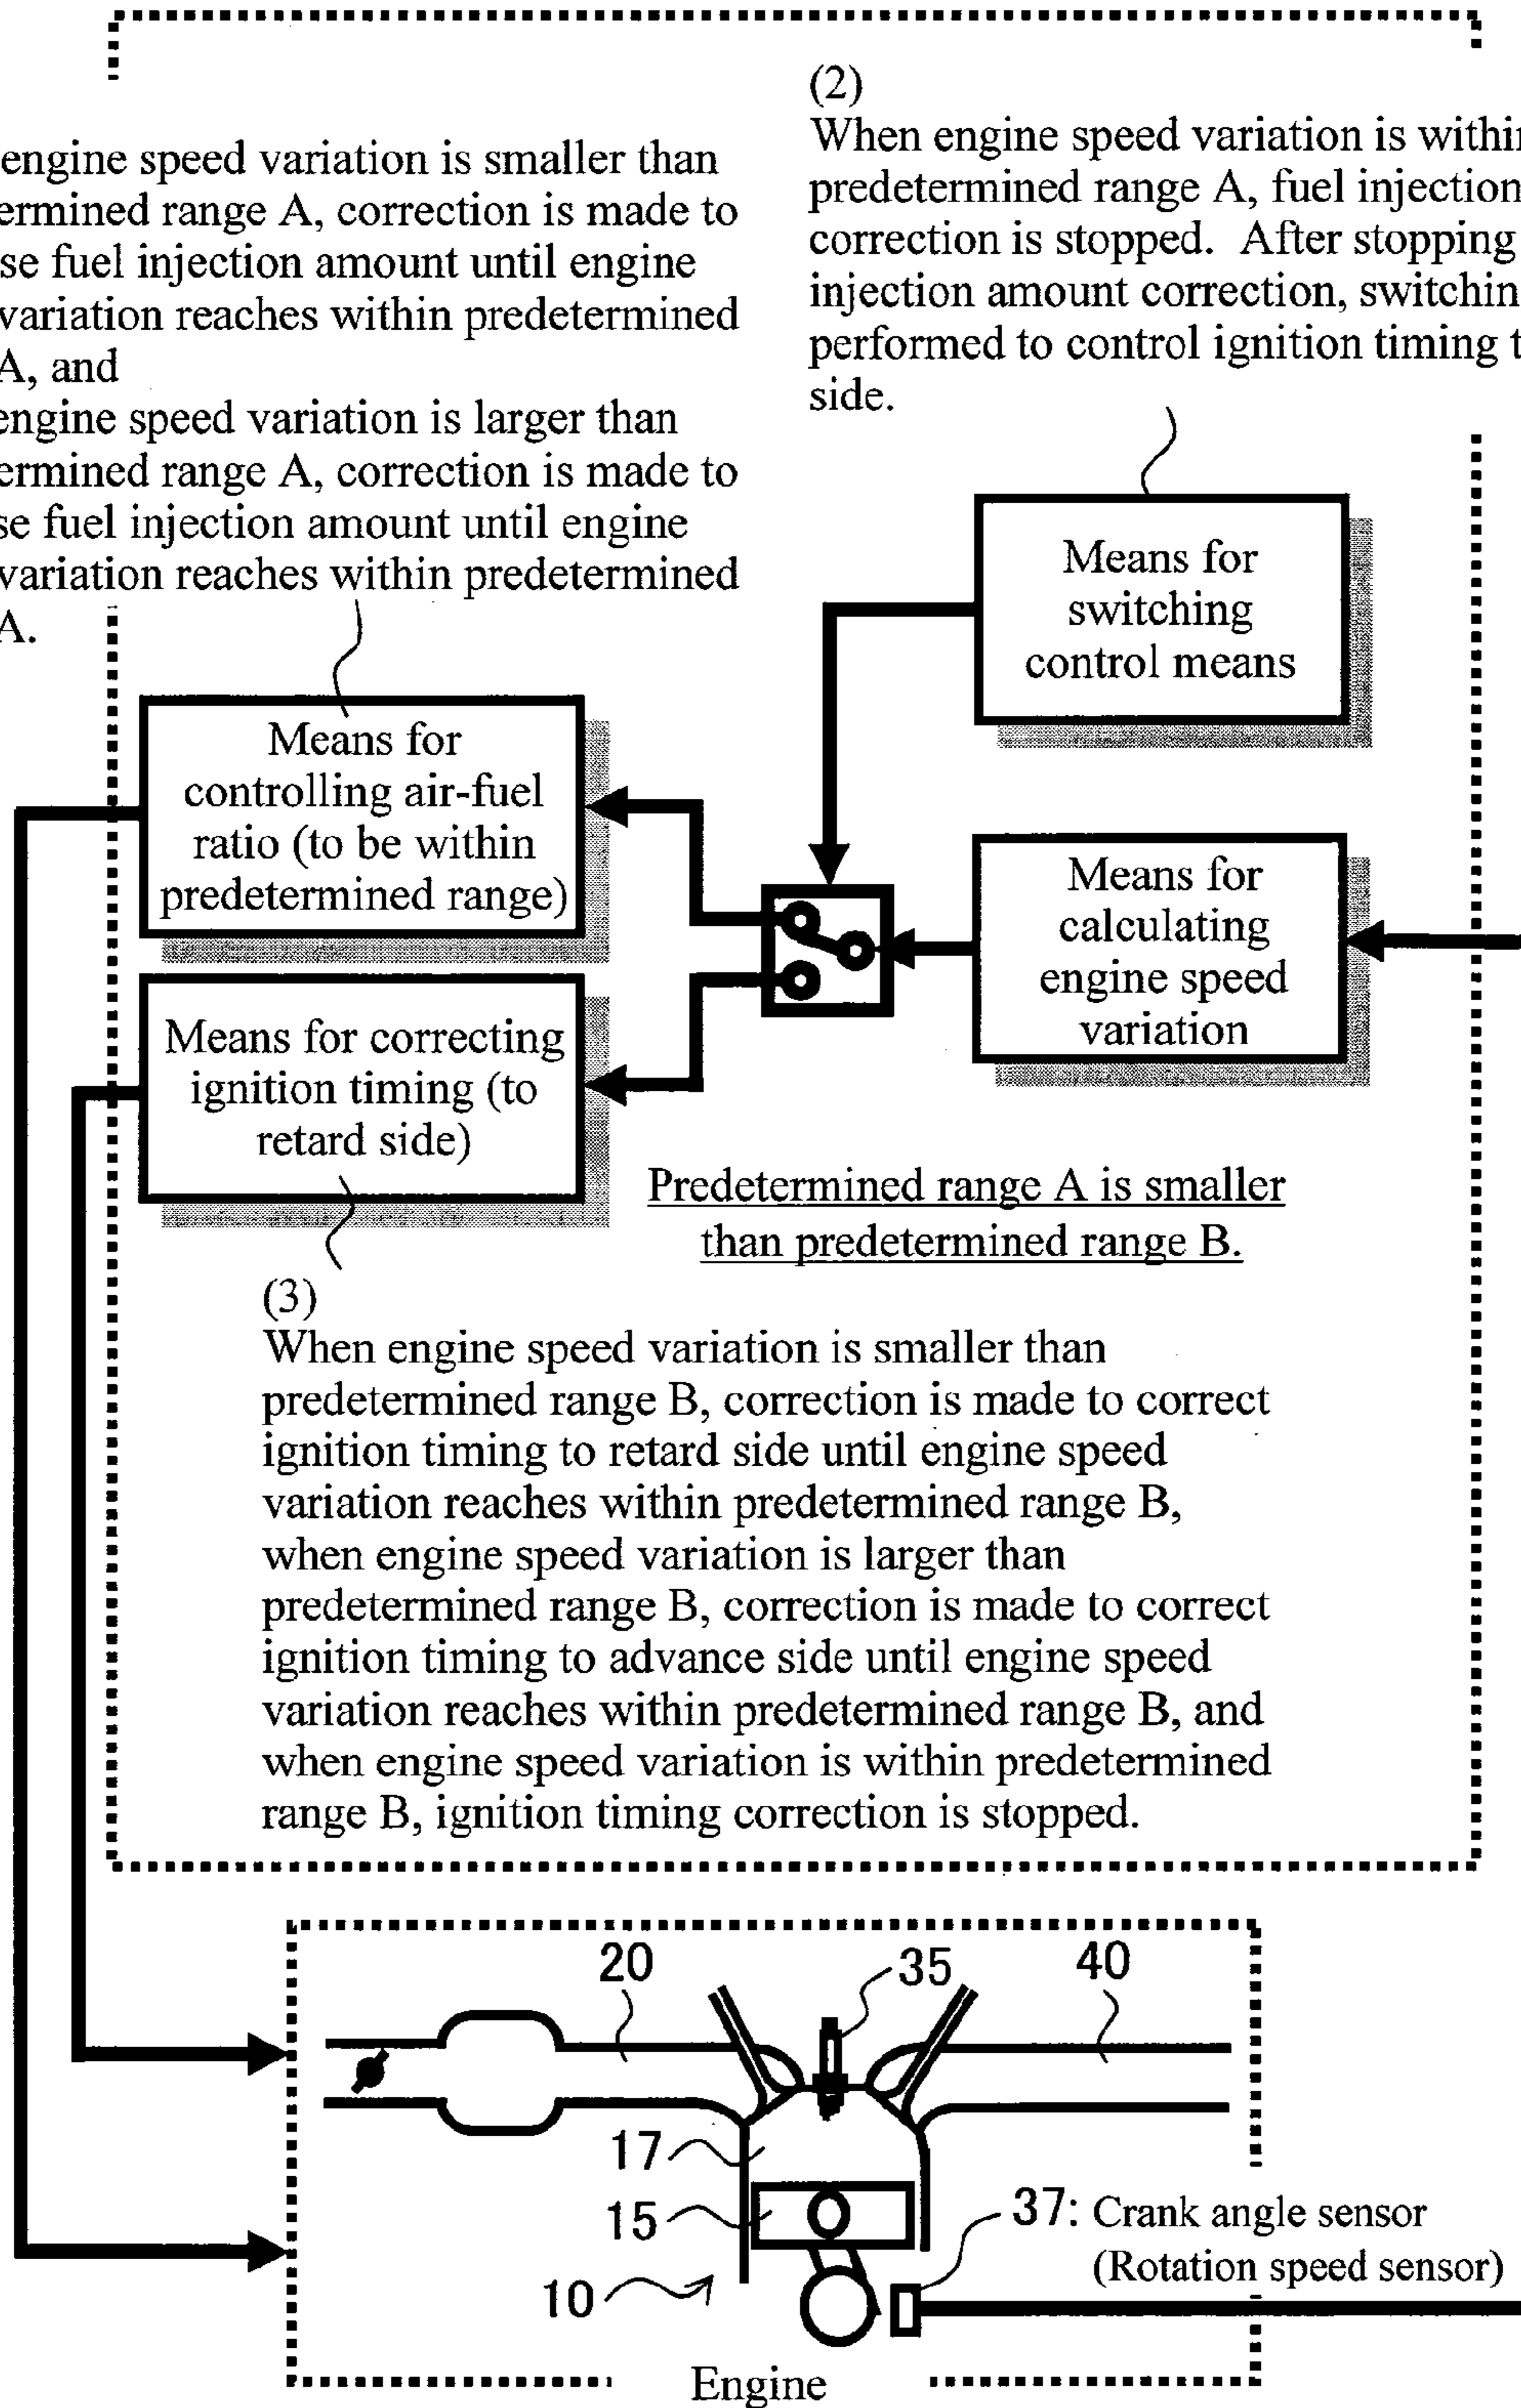 engine speed variation is smaller than
range A, correction is made to
fuel injection amount until engine
variation reaches within predetermined
A, and
engine speed variation is larger than
range A, correction is made to
fuel injection amount until engine
variation reaches within predetermined
A.
(2)
When engine speed variation is within
predetermined range A, fuel injection
correction is stopped. After stopping
injection amount correction,
performed to control ignition timing
side.
Means for
switching
control means
Means for
controlling air-fuel
ratio (to be within
predetermined range)
Means for
calculating
engine speed
variation
Means for correcting
ignition timing (to
retard side)
Predetermined range A is smaller
than predetermined range B.
(3)
When engine speed variation is smaller than
predetermined range B, correction is made to correct
ignition timing to retard side until engine speed
variation reaches within predetermined range B,
when engine speed variation is larger than
predetermined range B, correction is made to correct
ignition timing to advance side until engine speed
variation reaches within predetermined range B, and
when engine speed variation is within predetermined
range B, ignition timing correction is stopped.
20
35
40
17
15
37: Crank angle sensor
(Rotation speed sensor)
10
Engine